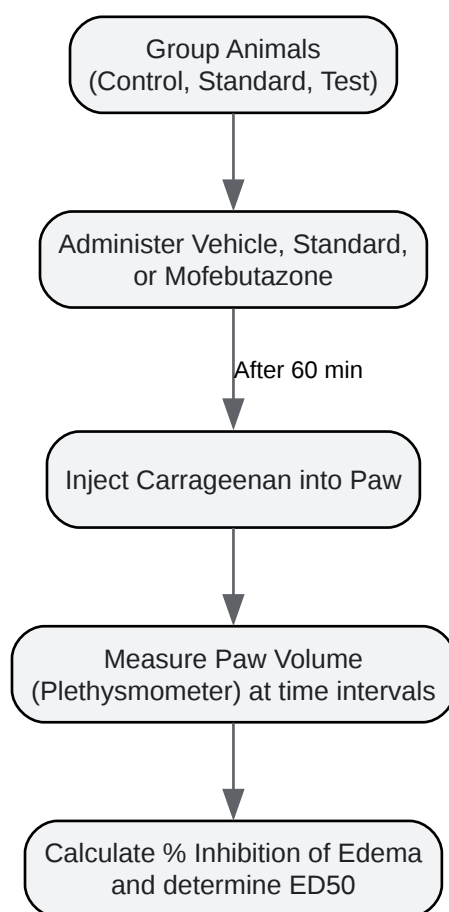 Group Animals
(Control, Standard, Test)
Administer Vehicle, Standard,
or Mofebutazone
After 60 min
Inject Carrageenan into Paw
Measure Paw Volume
(Plethysmometer) at time intervals
Calculate % Inhibition of Edema
and determine ED50